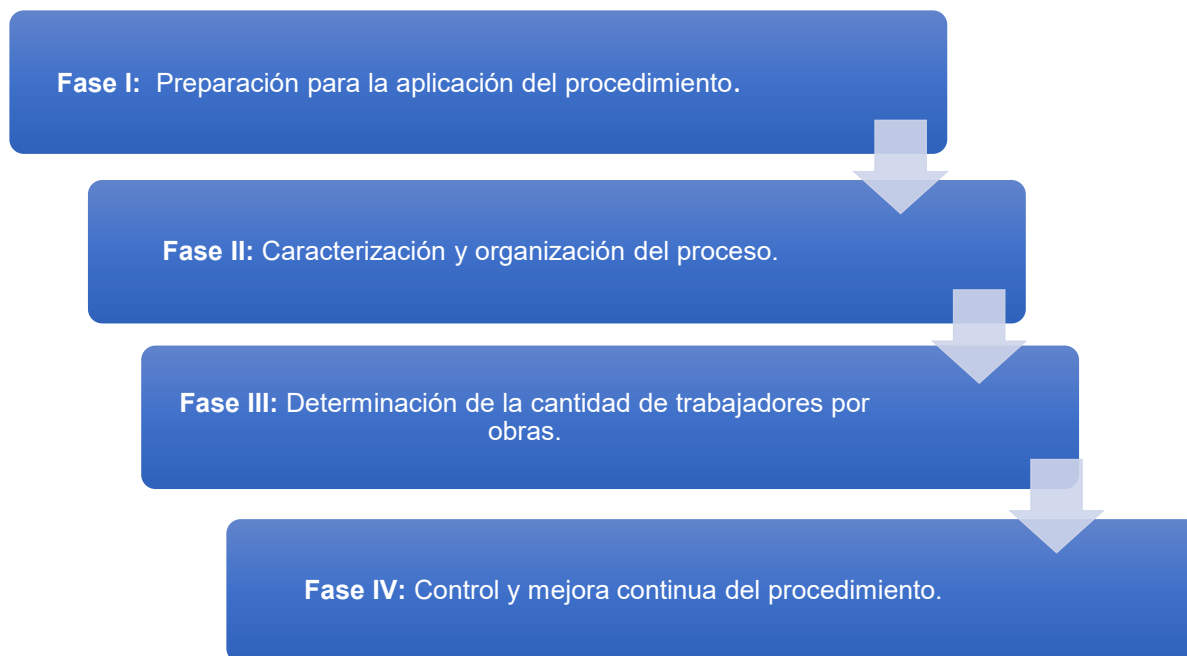 Fase I: Preparación para la aplicación del procedimiento.
Fase II: Caracterización y organización del proceso.
Fase III: Determinación de la cantidad de trabajadores por
obras.
Fase IV: Control y mejora continua del procedimiento.